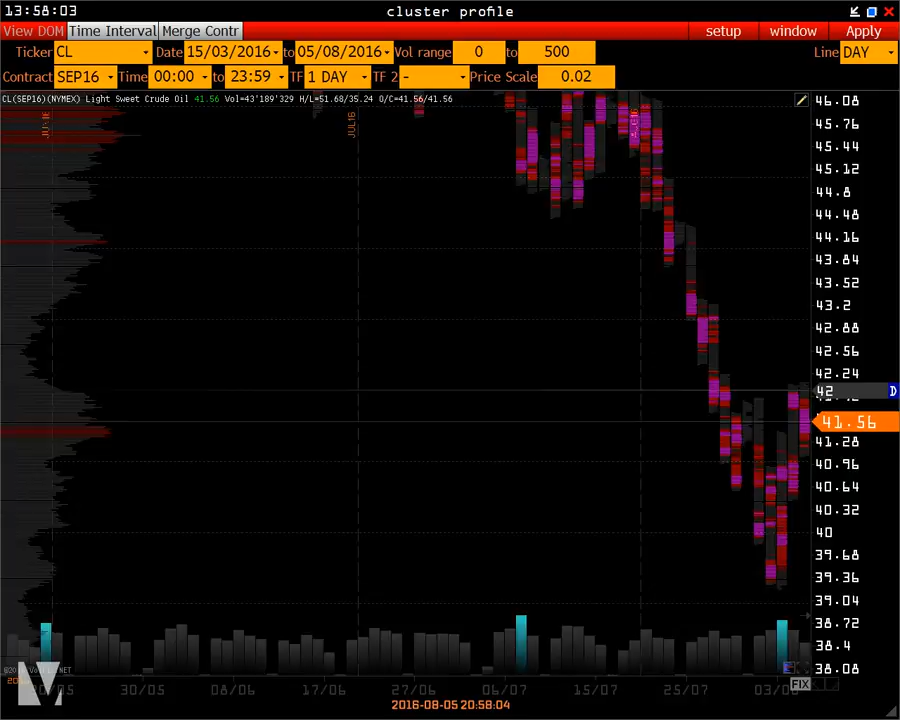 13:58:03 cluster profile
View DOM Time Interval Merge Contr setup window Apply
Ticker CL Date 15/03/2016 to 05/08/2016 Vol range 0 to 500 Line DAY
Contract SEP16 Time 00:00 to 23:59 TF 1 DAY TF 2 - Price Scale 0.02
CL(SEP16)(NYMEX) Light Sweet Crude Oil 41.56 Vol=43'189'329 H/L=51.68/35.24 O/C=41.56/41.56
46.08
JUL16
45.76
45.44
45.12
44.8
44.48
44.16
43.84
43.52
43.2
42.88
42.56
42.24
42 D
41.56
41.28
40.96
40.64
40.32
40
39.68
39.36
39.04
38.72
38.4
38.08
FIX
30/05 08/06 17/06 27/06 06/07 15/07 25/07 03/08
2016-08-05 20:58:04